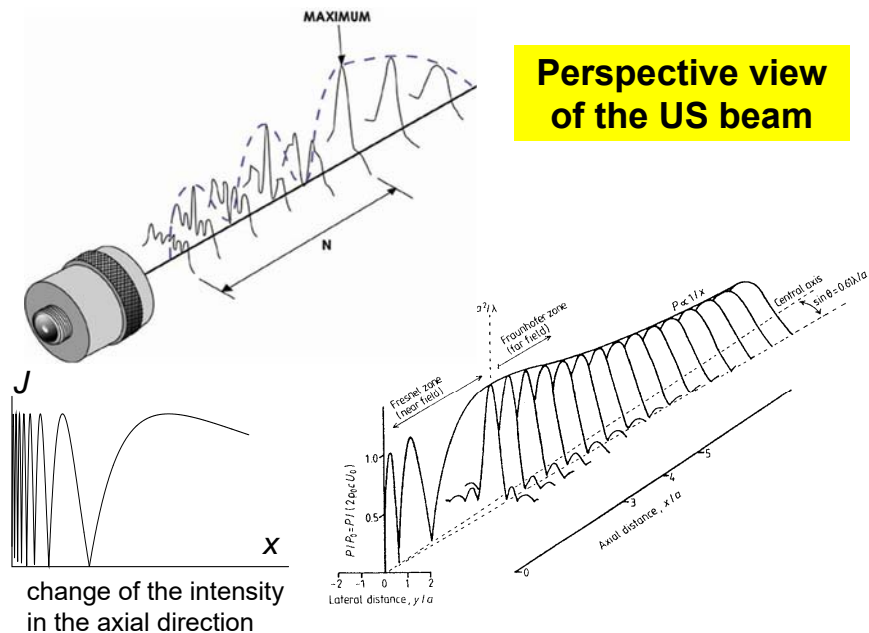 MAXIMUM
Perspective view
of the US beam
N
a²/λ
Fraunhofer zone
(far field)
Fresnel zone
(near field)
P ∝ 1/x
Central axis
sin θ = 0.61λ/a
J
X
change of the intensity
in the axial direction
P/P₀ = P/(2ρ₀cU₀)
1.0
0.5
-2 -1 0 1 2
Lateral distance, y/a
0
3
4
5
Axial distance, x/a